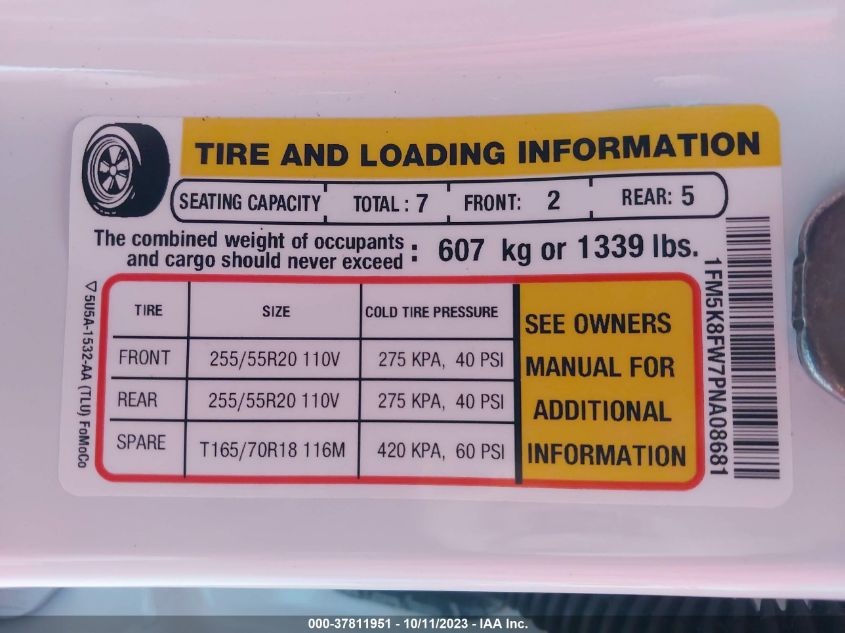 TIRE AND LOADING INFORMATION
SEATING CAPACITY TOTAL : 7 FRONT: 2 REAR: 5
The combined weight of occupants
and cargo should never exceed : 607 kg or 1339 lbs.
TIRE SIZE COLD TIRE PRESSURE
FRONT 255/55R20 110V 275 KPA, 40 PSI
REAR 255/55R20 110V 275 KPA, 40 PSI
SPARE T165/70R18 116M 420 KPA, 60 PSI
SEE OWNERS
MANUAL FOR
ADDITIONAL
INFORMATION
1FM5K8FW7PNA08681
5U5A-1532-AA (TLU) FoMoCo
000-37811951 - 10/11/2023 - IAA Inc.